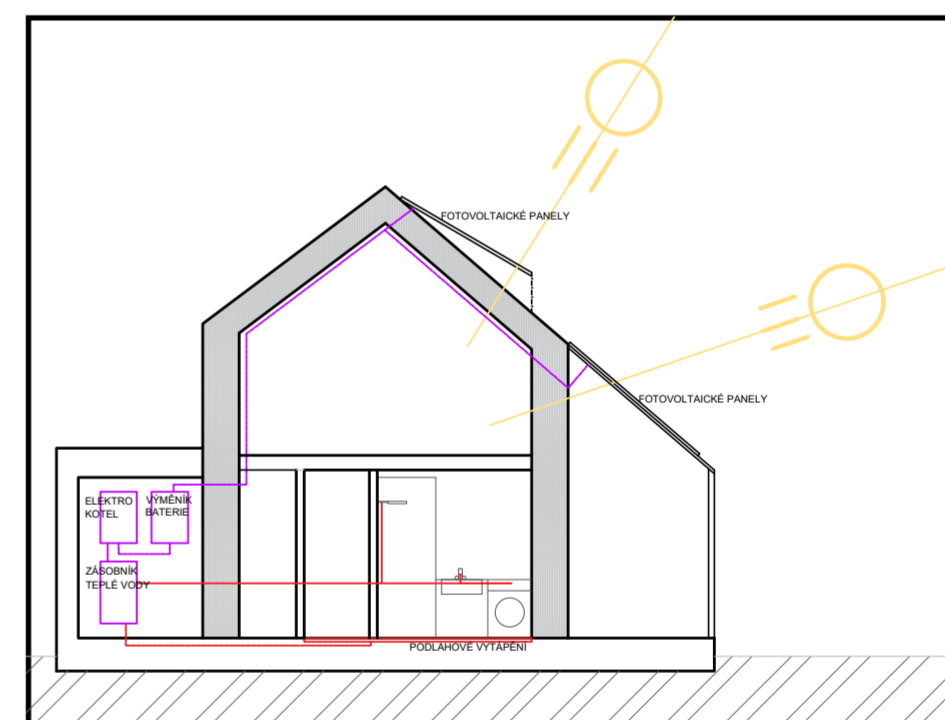 FOTOVOLTAICKÉ PANELY
FOTOVOLTAICKÉ PANELY
ELEKTRO
KOTEL
VÝMĚNÍK
BATERIE
ZÁSOBNÍK
TEPLÉ VODY
PODLAHOVÉ VYTÁPĚNÍ